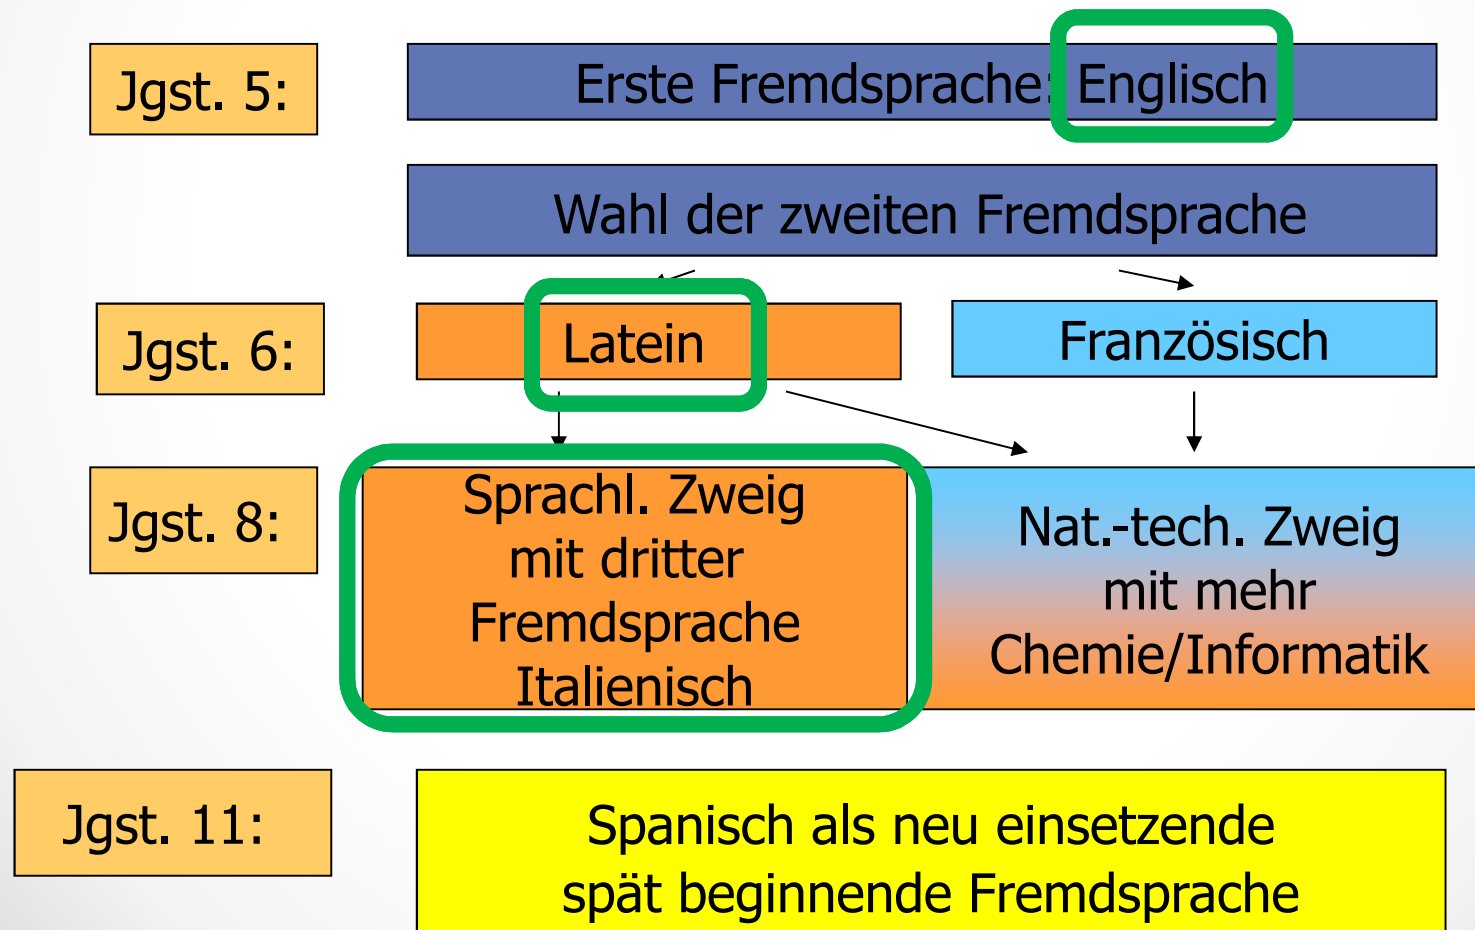 Jgst. 5:
Erste Fremdsprache: Englisch
Wahl der zweiten Fremdsprache
Jgst. 6:
Latein
Französisch
Jgst. 8:
Sprachl. Zweig
mit dritter
Fremdsprache
Italienisch
Nat.-tech. Zweig
mit mehr
Chemie/Informatik
Jgst. 11:
Spanisch als neu einsetzende
spät beginnende Fremdsprache